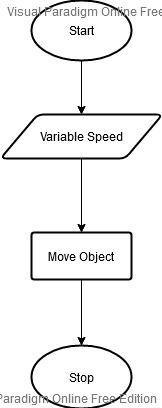 Visual Paradigm Online Free
Start
Variable Speed
Move Object
Stop
Paradigm Online Free Edition